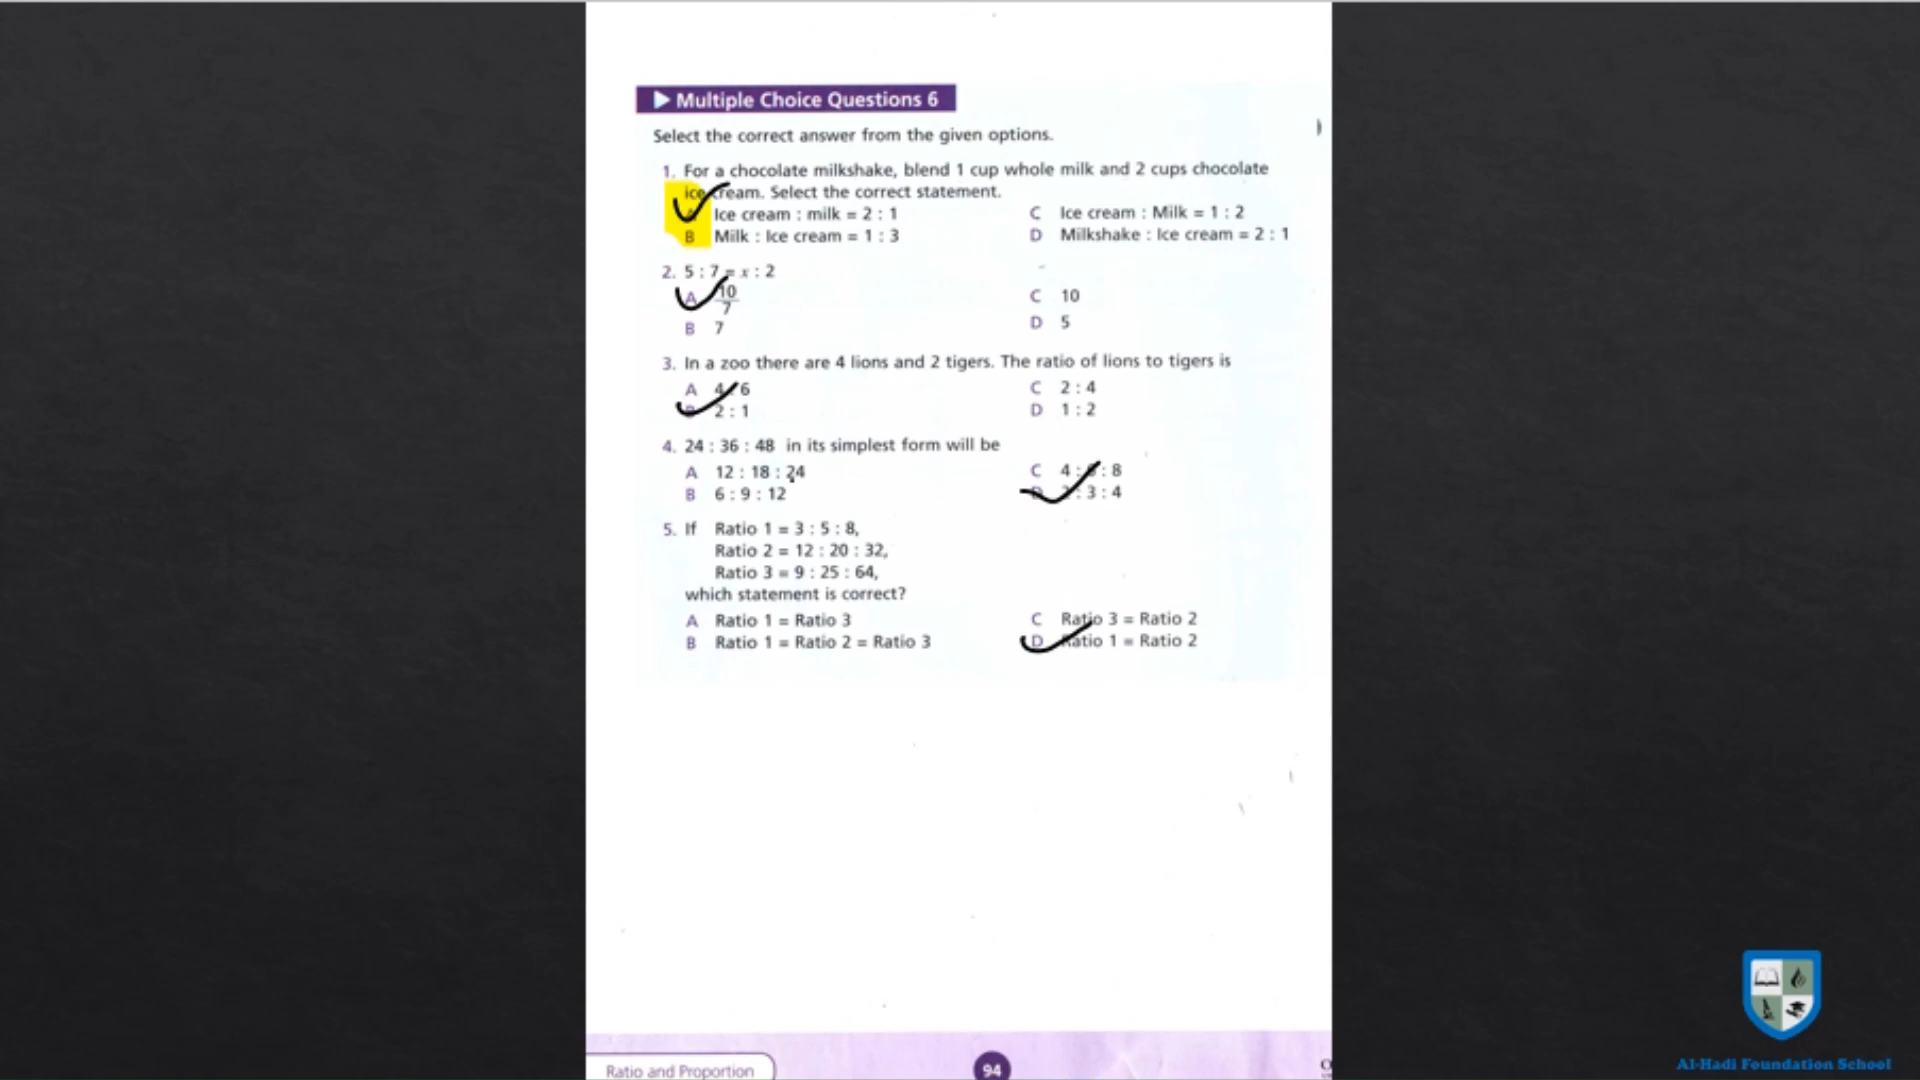 Multiple Choice Questions 6
Select the correct answer from the given options.
1. For a chocolate milkshake, blend 1 cup whole milk and 2 cups chocolate
ice cream. Select the correct statement.
A Ice cream : milk = 2 : 1
C Ice cream : Milk = 1 : 2
B Milk : Ice cream = 1 : 3
D Milkshake : Ice cream = 2 : 1
2. 5 : 7 = x : 2
A 10/7
C 10
B 7
D 5
3. In a zoo there are 4 lions and 2 tigers. The ratio of lions to tigers is
A 4 : 6
C 2 : 4
B 2 : 1
D 1 : 2
4. 24 : 36 : 48 in its simplest form will be
A 12 : 18 : 24
C 4 : 6 : 8
B 6 : 9 : 12
D 2 : 3 : 4
5. If Ratio 1 = 3 : 5 : 8,
Ratio 2 = 12 : 20 : 32,
Ratio 3 = 9 : 25 : 64,
which statement is correct?
A Ratio 1 = Ratio 3
C Ratio 3 = Ratio 2
B Ratio 1 = Ratio 2 = Ratio 3
D Ratio 1 = Ratio 2
Ratio and Proportion
94
Al-Hadi Foundation School